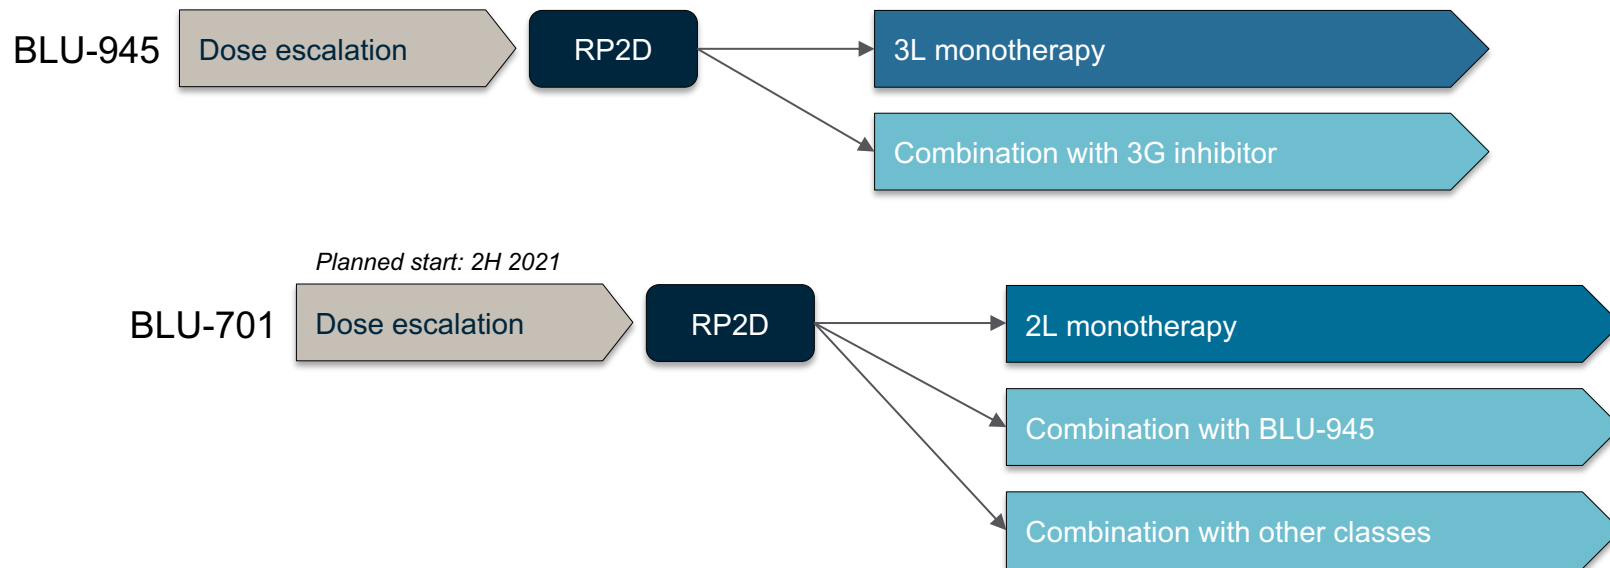 BLU-945
Dose escalation
RP2D
3L monotherapy
Combination with 3G inhibitor
Planned start: 2H 2021
BLU-701
Dose escalation
RP2D
2L monotherapy
Combination with BLU-945
Combination with other classes